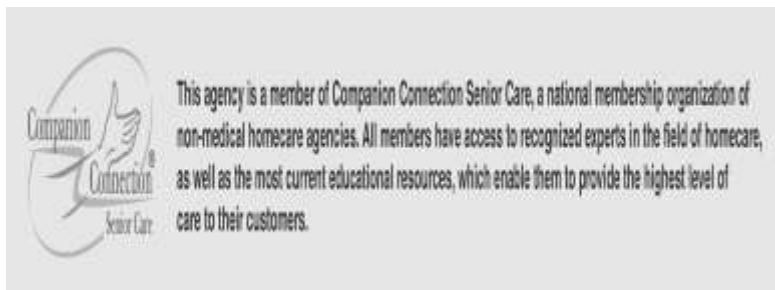 Companion
Connection®
Senior Care
This agency is a member of Companion Connection Senior Care, a national membership organization of
non-medical homecare agencies. All members have access to recognized experts in the field of homecare,
as well as the most current educational resources, which enable them to provide the highest level of
care to their customers.